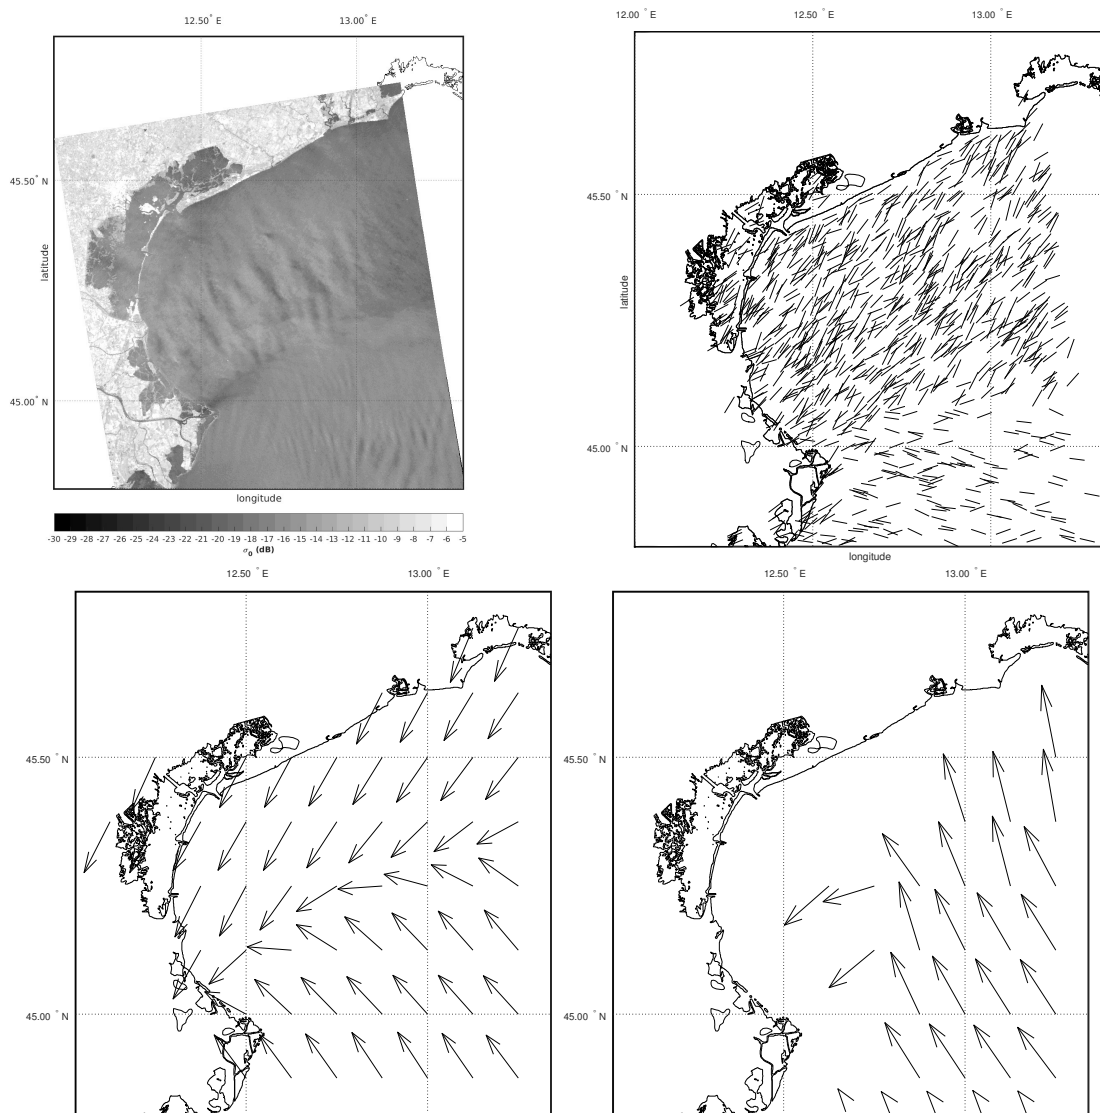 12.50 ° E 13.00 ° E
45.50 ° N
latitude
45.00 ° N
longitude
-30 -29 -28 -27 -26 -25 -24 -23 -22 -21 -20 -19 -18 -17 -16 -15 -14 -13 -12 -11 -10 -9 -8 -7 -6 -5
σ0 (dB)
12.00 ° E 12.50 ° E 13.00 ° E
45.50 ° N
latitude
45.00 ° N
longitude
12.50 ° E 13.00 ° E
45.50 ° N
45.00 ° N
12.50 ° E 13.00 ° E
45.50 ° N
45.00 ° N